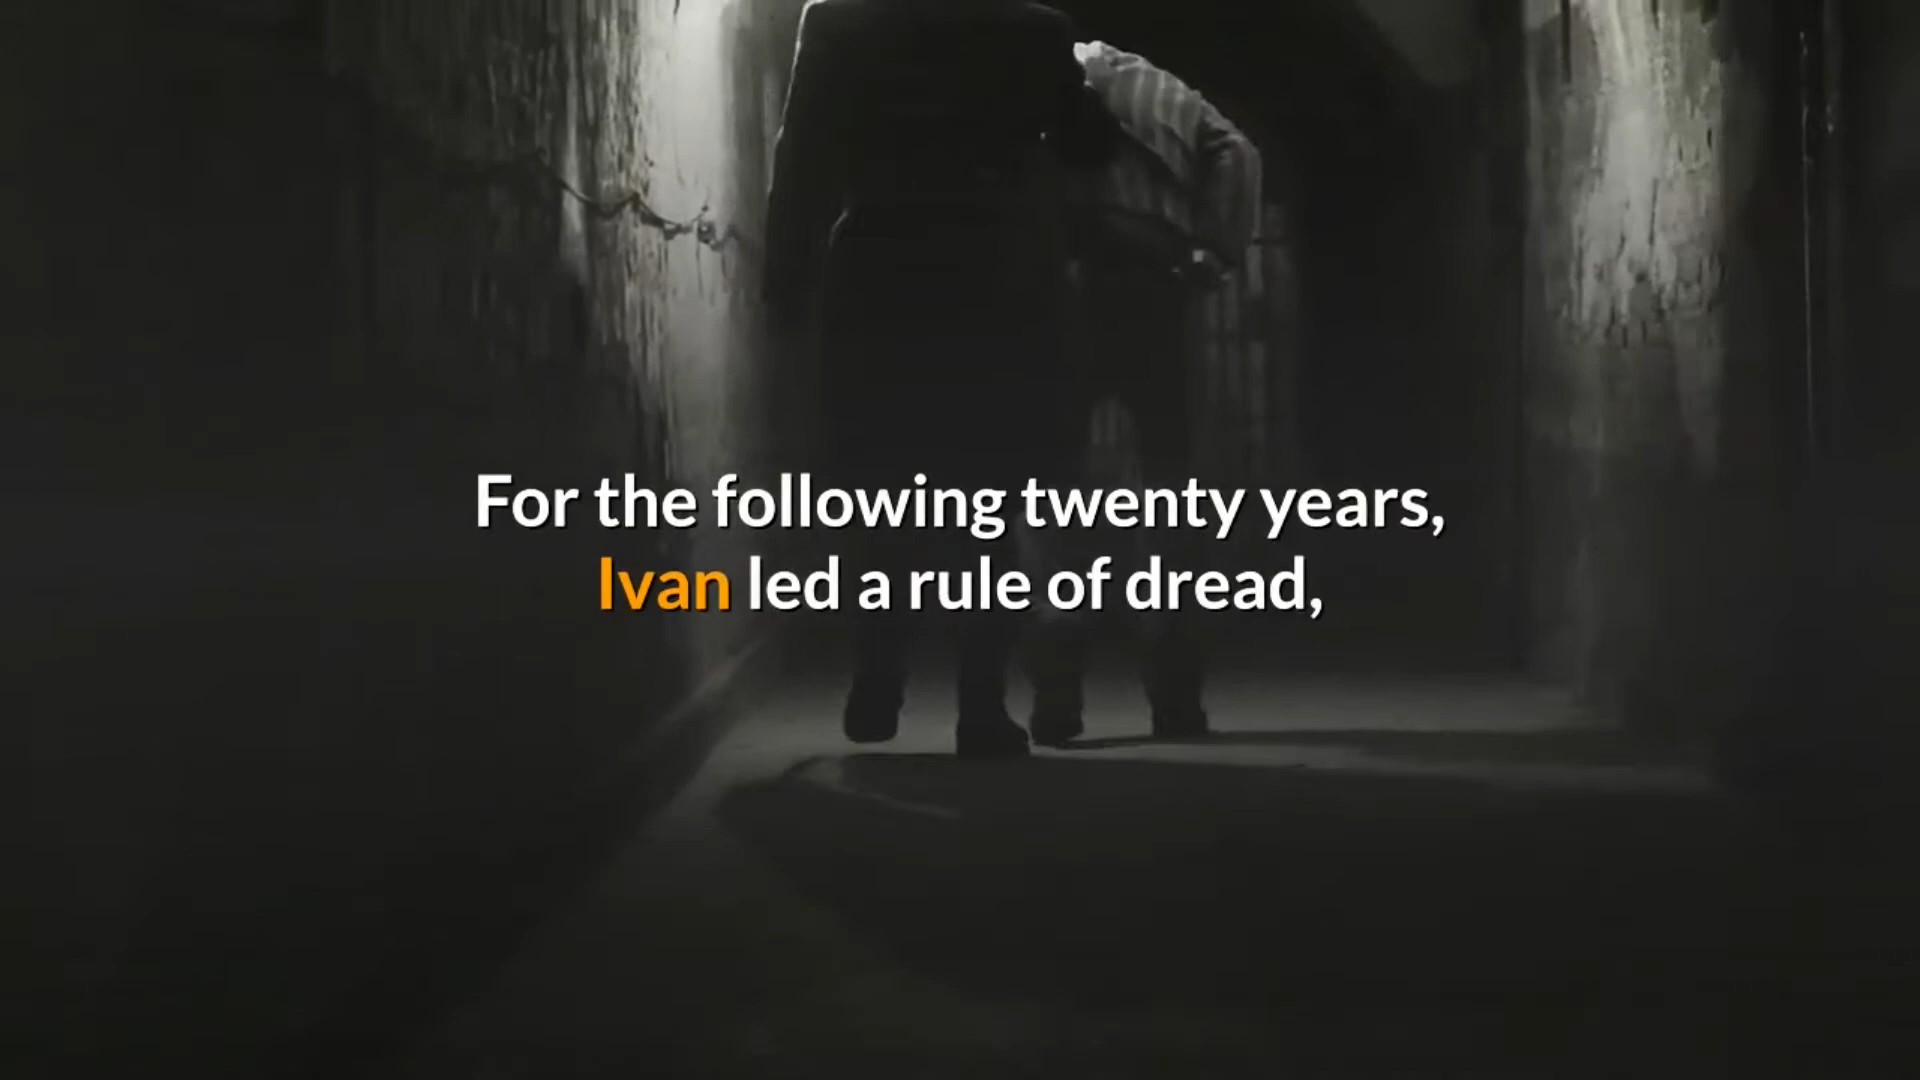 For the following twenty years,
Ivan led a rule of dread,